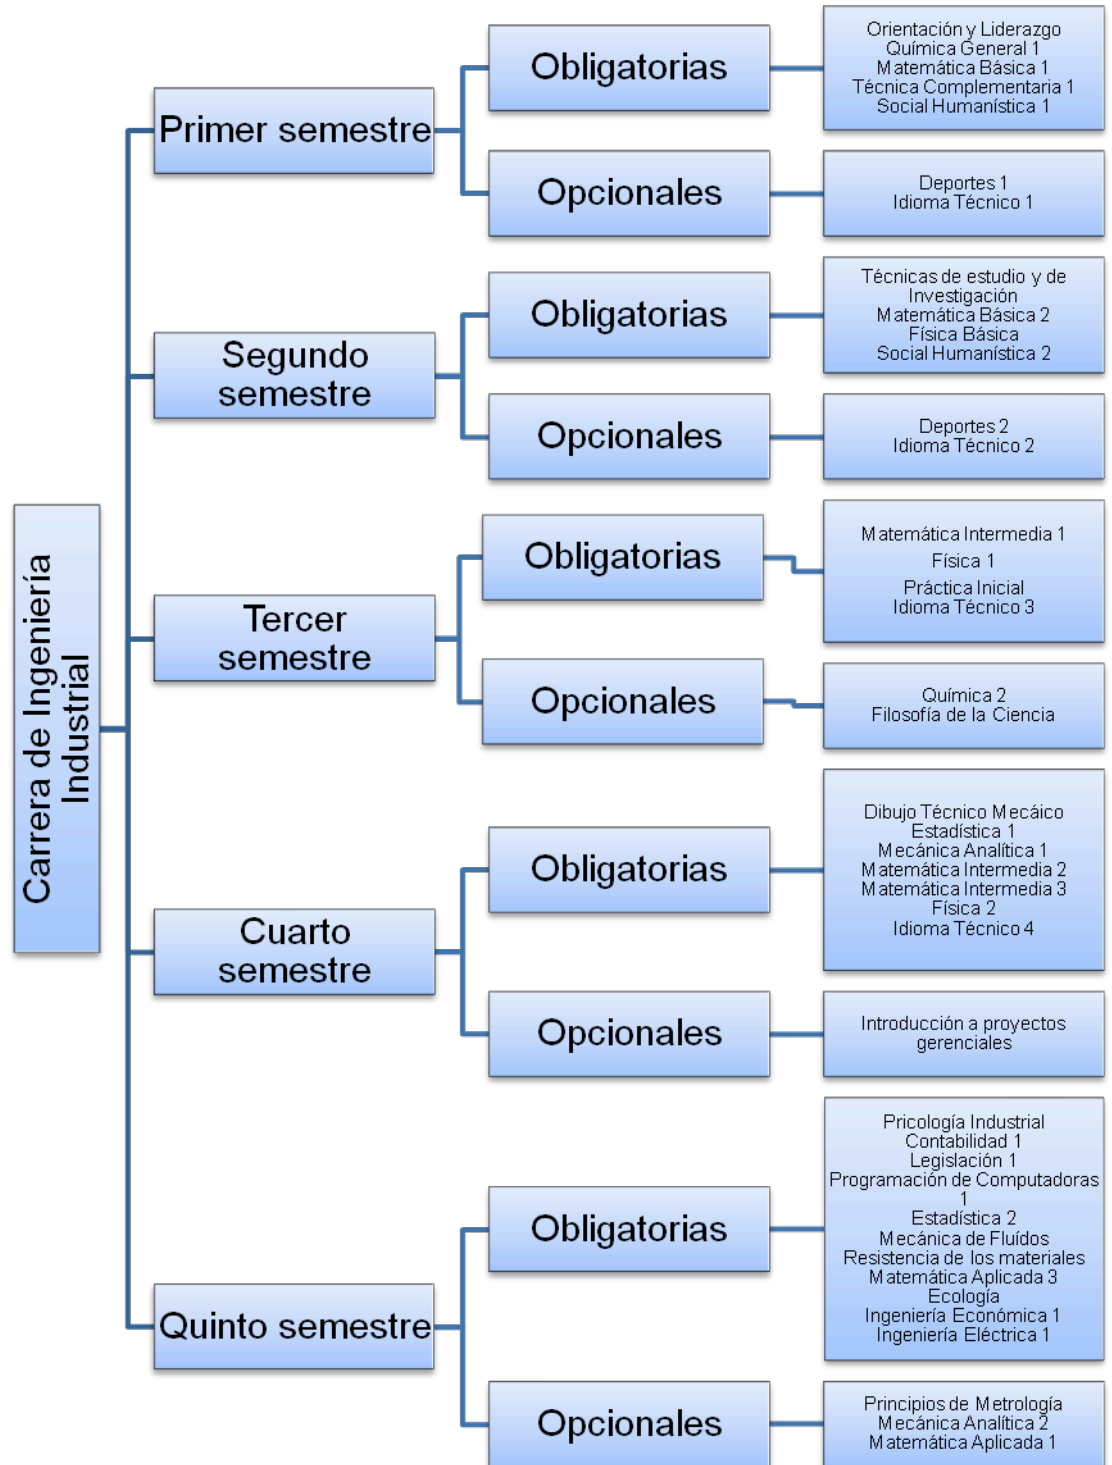 Carrera de Ingeniería
Industrial
Primer semestre
Obligatorias
Orientación y Liderazgo
Química General 1
Matemática Básica 1
Técnica Complementaria 1
Social Humanística 1
Opcionales
Deportes 1
Idioma Técnico 1
Segundo
semestre
Obligatorias
Técnicas de estudio y de
Investigación
Matemática Básica 2
Física Básica
Social Humanística 2
Opcionales
Deportes 2
Idioma Técnico 2
Tercer
semestre
Obligatorias
Matemática Intermedia 1
Física 1
Práctica Inicial
Idioma Técnico 3
Opcionales
Química 2
Filosofía de la Ciencia
Cuarto
semestre
Obligatorias
Dibujo Técnico Mecáico
Estadística 1
Mecánica Analítica 1
Matemática Intermedia 2
Matemática Intermedia 3
Física 2
Idioma Técnico 4
Opcionales
Introducción a proyectos
gerenciales
Quinto semestre
Obligatorias
Pricología Industrial
Contabilidad 1
Legislación 1
Programación de Computadoras
1
Estadística 2
Mecánica de Fluídos
Resistencia de los materiales
Matemática Aplicada 3
Ecología
Ingeniería Económica 1
Ingeniería Eléctrica 1
Opcionales
Principios de Metrología
Mecánica Analítica 2
Matemática Aplicada 1